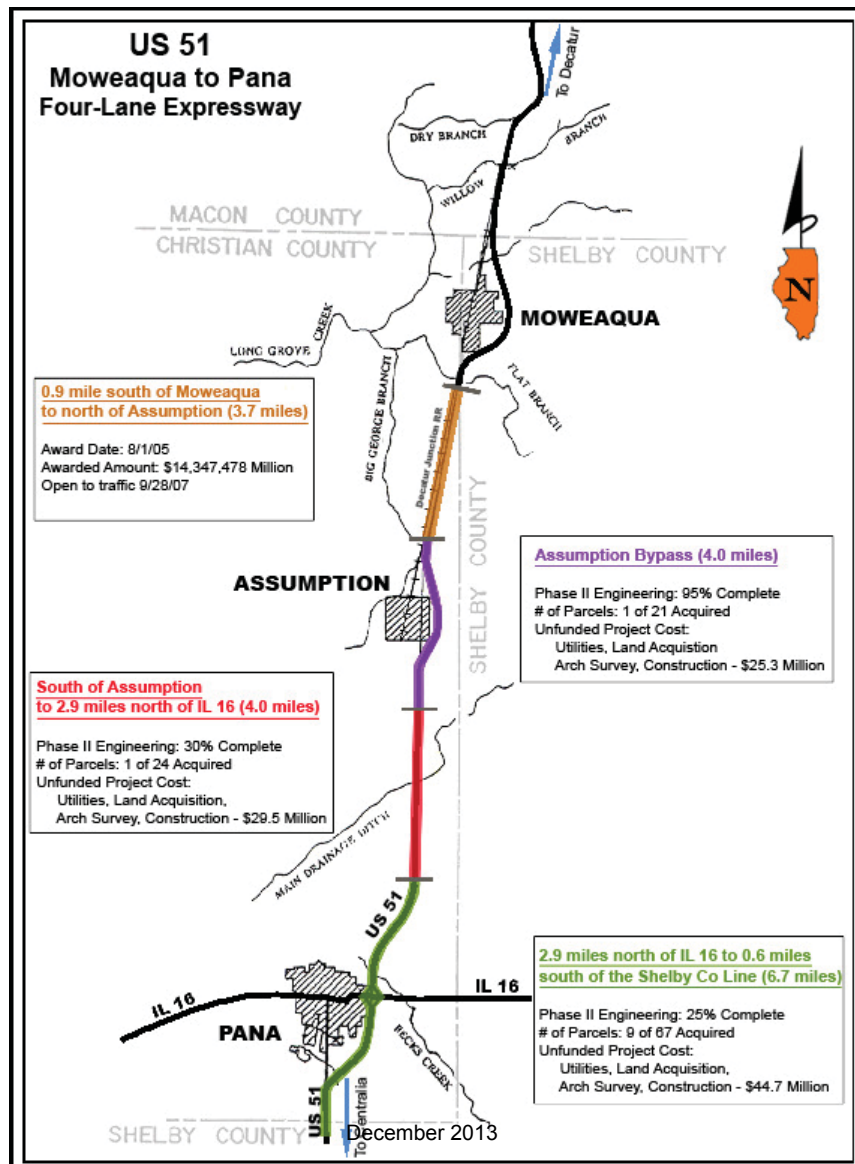 US 51
Moweaqua to Pana
Four-Lane Expressway
To Decatur
DRY BRANCH
WILLOW
BRANCH
MACON COUNTY
CHRISTIAN COUNTY
SHELBY COUNTY
N
MOWEAQUA
LONG GROVE
CREEK
FLAT BRANCH
BIG GEORGE BRANCH
Decatur Junction RR
0.9 mile south of Moweaqua
to north of Assumption (3.7 miles)
Award Date: 8/1/05
Awarded Amount: $14,347,478 Million
Open to traffic 9/28/07
ASSUMPTION
SHELBY COUNTY
Assumption Bypass (4.0 miles)
Phase II Engineering: 95% Complete
# of Parcels: 1 of 21 Acquired
Unfunded Project Cost:
Utilities, Land Acquistion
Arch Survey, Construction - $25.3 Million
South of Assumption
to 2.9 miles north of IL 16 (4.0 miles)
Phase II Engineering: 30% Complete
# of Parcels: 1 of 24 Acquired
Unfunded Project Cost:
Utilities, Land Acquisition,
Arch Survey, Construction - $29.5 Million
MAIN DRAINAGE DITCH
US 51
2.9 miles north of IL 16 to 0.6 miles
south of the Shelby Co Line (6.7 miles)
Phase II Engineering: 25% Complete
# of Parcels: 9 of 67 Acquired
Unfunded Project Cost:
Utilities, Land Acquisition,
Arch Survey, Construction - $44.7 Million
IL 16
IL 16
PANA
BECKS CREEK
US 51
To Centralia
SHELBY COUNTY
December 2013